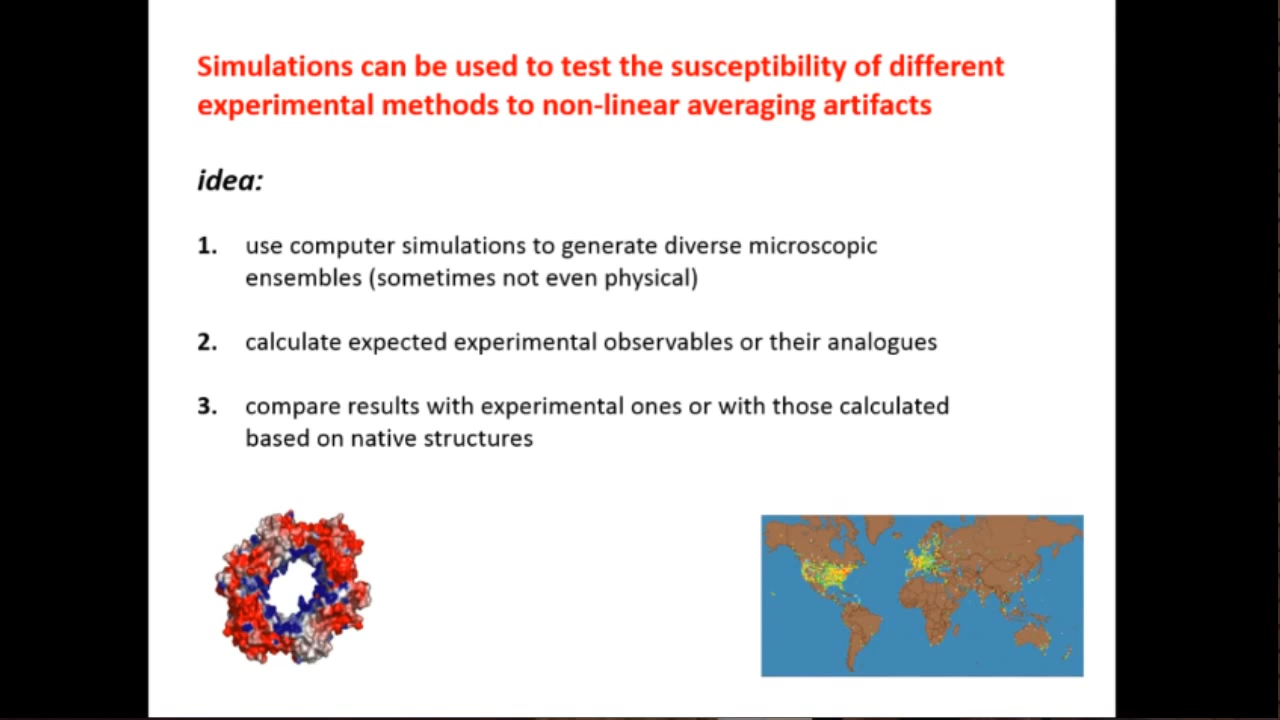 Simulations can be used to test the susceptibility of different
experimental methods to non-linear averaging artifacts
idea:
1. use computer simulations to generate diverse microscopic
ensembles (sometimes not even physical)
2. calculate expected experimental observables or their analogues
3. compare results with experimental ones or with those calculated
based on native structures